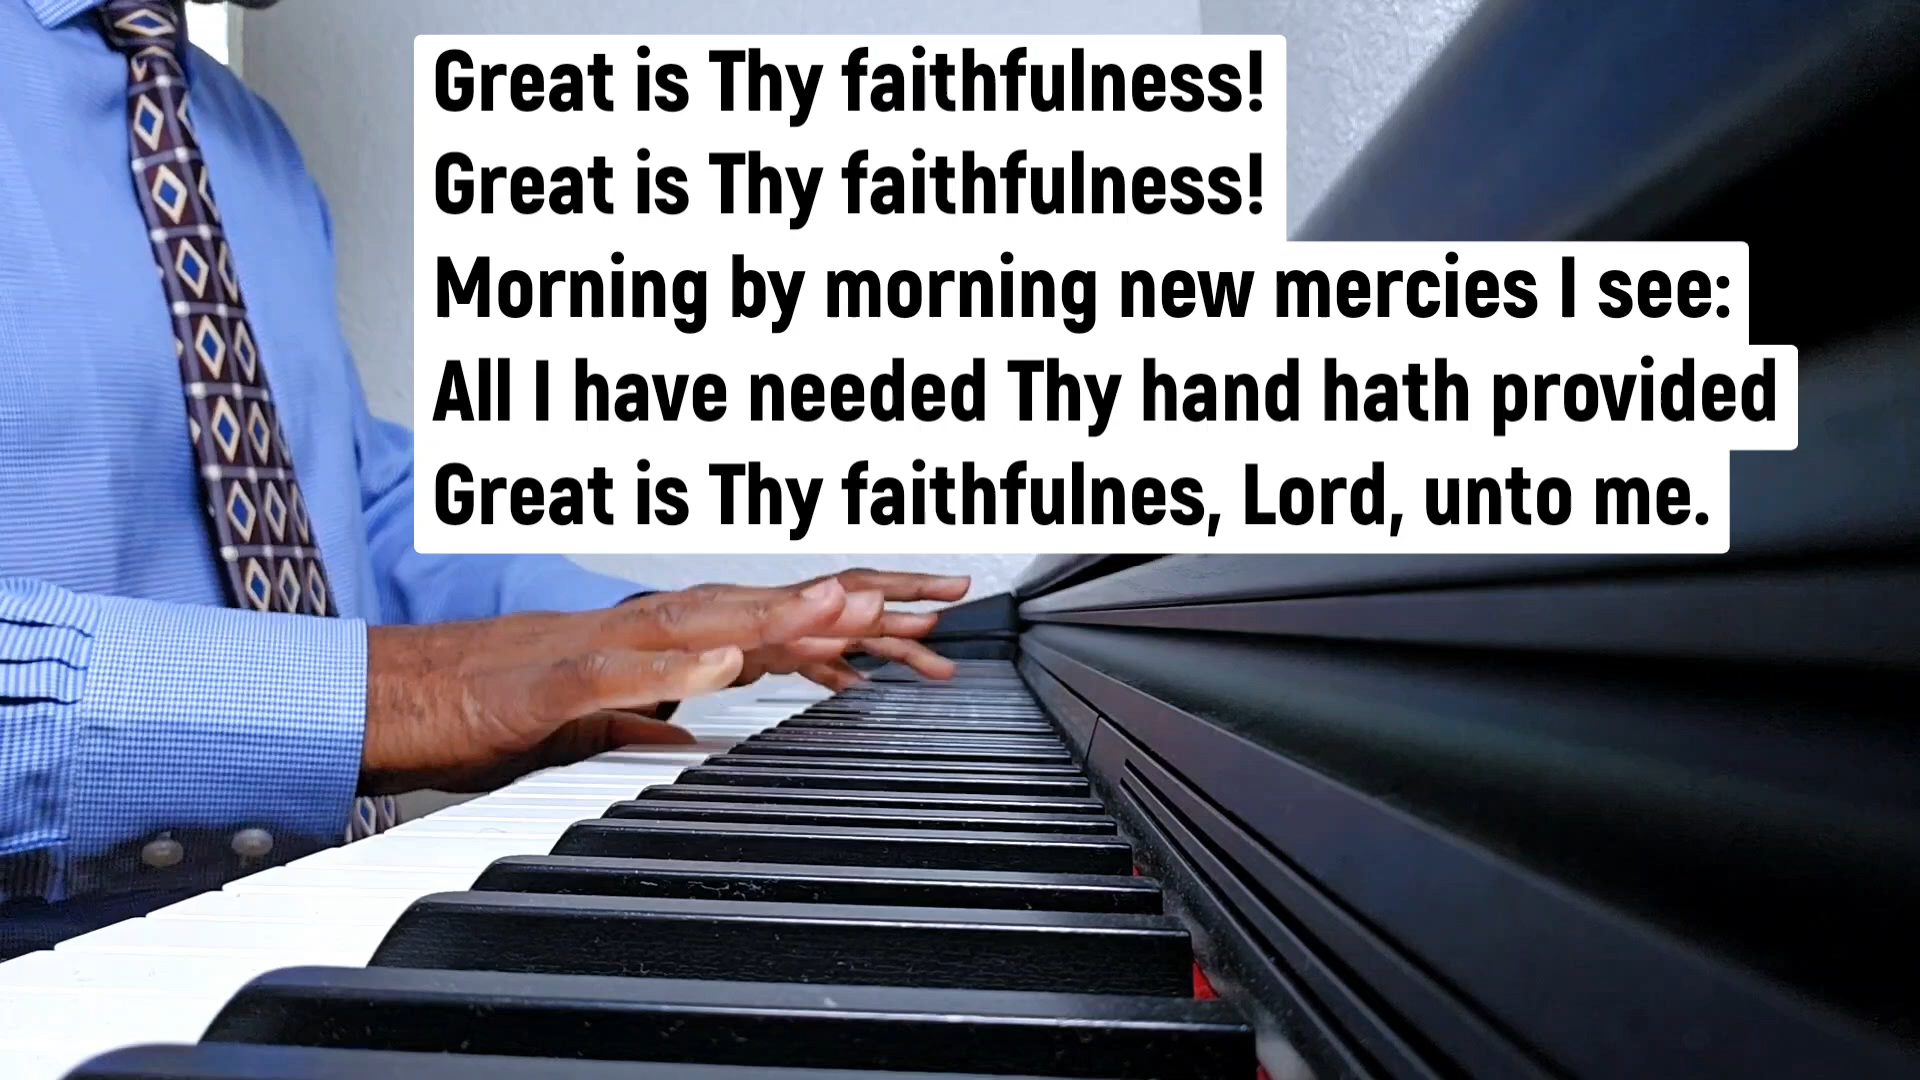 Great is Thy faithfulness!
Great is Thy faithfulness!
Morning by morning new mercies I see:
All I have needed Thy hand hath provided
Great is Thy faithfulnes, Lord, unto me.